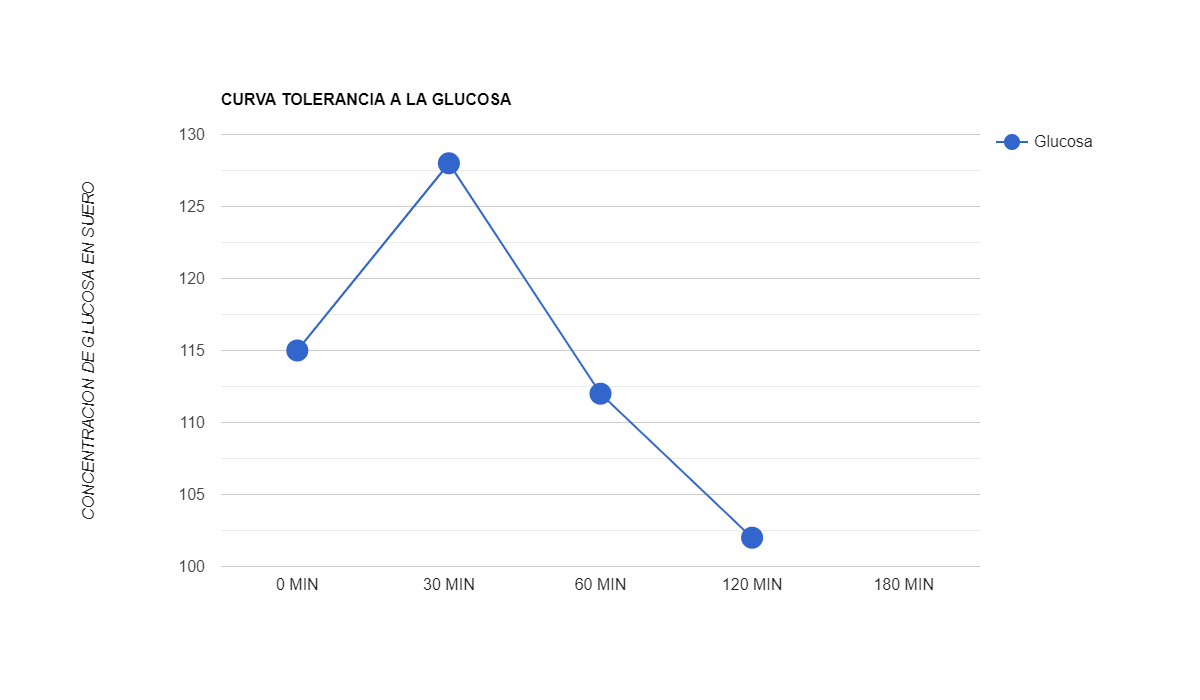 CURVA TOLERANCIA A LA GLUCOSA
Glucosa
CONCENTRACION DE GLUCOSA EN SUERO
130
125
120
115
110
105
100
0 MIN
30 MIN
60 MIN
120 MIN
180 MIN